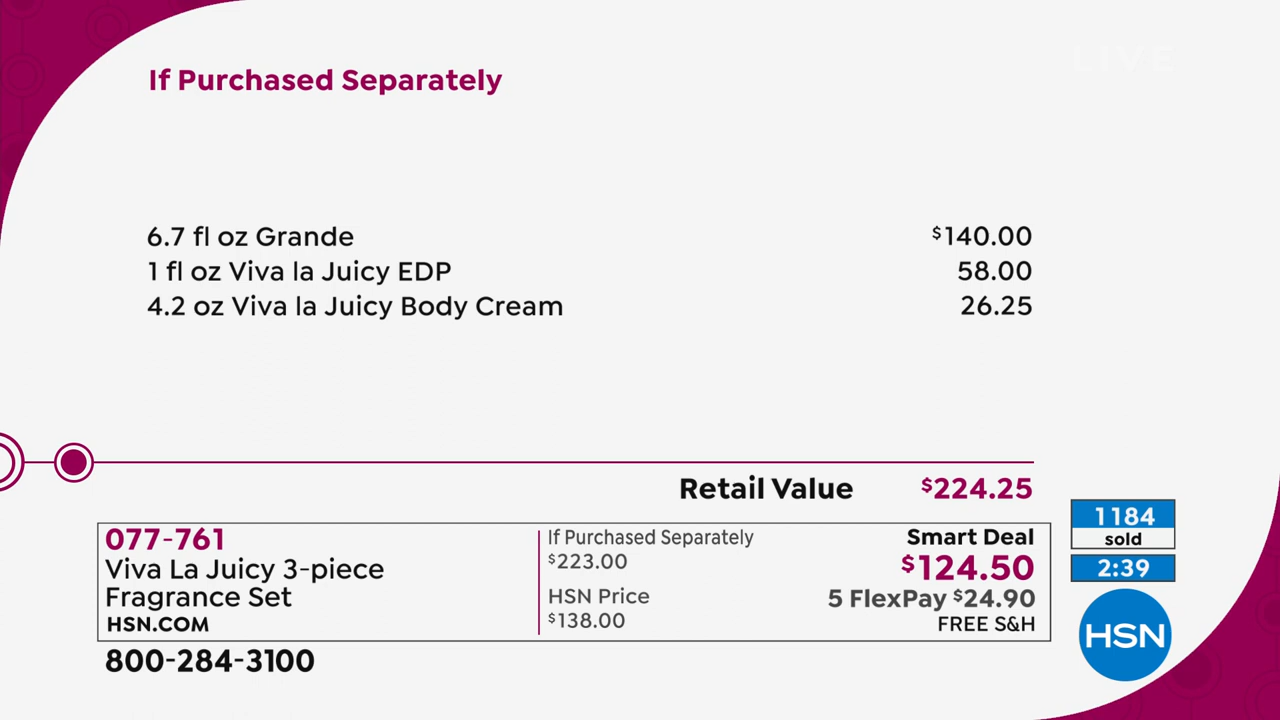 LIVE
If Purchased Separately
6.7 fl oz Grande $140.00
1 fl oz Viva la Juicy EDP 58.00
4.2 oz Viva la Juicy Body Cream 26.25
Retail Value $224.25
077-761
Viva La Juicy 3-piece
Fragrance Set
HSN.COM
If Purchased Separately
$223.00
HSN Price
$138.00
Smart Deal
$124.50
5 FlexPay $24.90
FREE S&H
1184
sold
2:39
HSN
800-284-3100